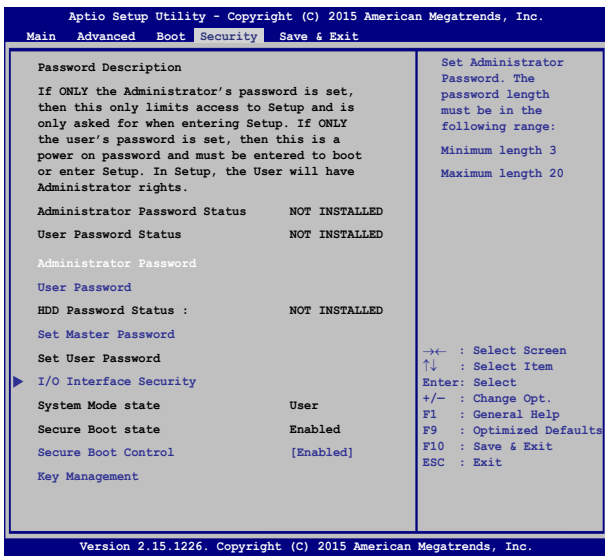 Aptio Setup Utility - Copyright (C) 2015 American Megatrends, Inc.
Main Advanced Boot Security Save & Exit
Password Description
If ONLY the Administrator's password is set,
then this only limits access to Setup and is
only asked for when entering Setup. If ONLY
the user's password is set, then this is a
power on password and must be entered to boot
or enter Setup. In Setup, the User will have
Administrator rights.
Administrator Password Status NOT INSTALLED
User Password Status NOT INSTALLED
Administrator Password
User Password
HDD Password Status : NOT INSTALLED
Set Master Password
Set User Password
I/O Interface Security
System Mode state User
Secure Boot state Enabled
Secure Boot Control [Enabled]
Key Management
Set Administrator
Password. The
password length
must be in the
following range:
Minimum length 3
Maximum length 20
→← : Select Screen
↑↓ : Select Item
Enter: Select
+/— : Change Opt.
F1 : General Help
F9 : Optimized Defaults
F10 : Save & Exit
ESC : Exit
Version 2.15.1226. Copyright (C) 2015 American Megatrends, Inc.